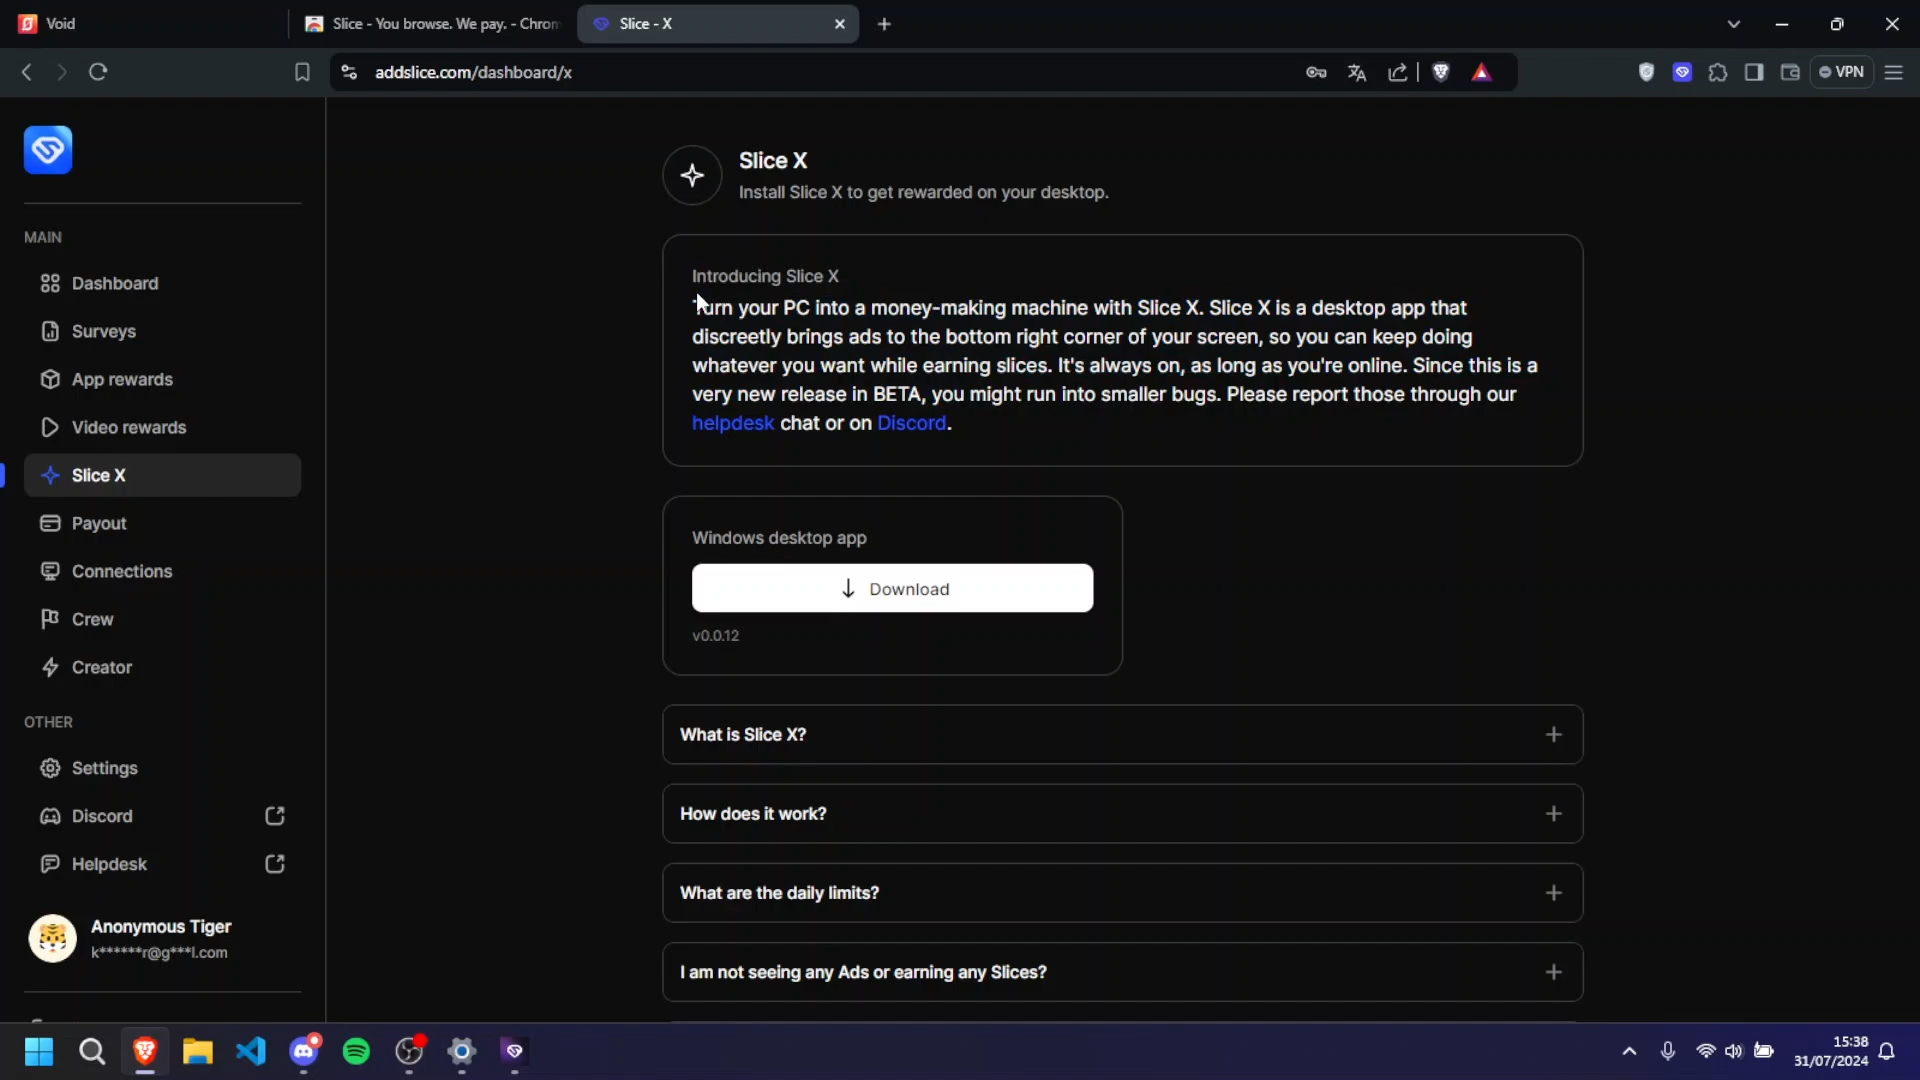 Void
Slice - You browse. We pay. - Chrom
Slice - X
addslice.com/dashboard/x
VPN
MAIN
Dashboard
Surveys
App rewards
Video rewards
Slice X
Payout
Connections
Crew
Creator
OTHER
Settings
Discord
Helpdesk
Anonymous Tiger
k******r@g***l.com
Slice X
Install Slice X to get rewarded on your desktop.
Introducing Slice X
Turn your PC into a money-making machine with Slice X. Slice X is a desktop app that
discreetly brings ads to the bottom right corner of your screen, so you can keep doing
whatever you want while earning slices. It's always on, as long as you're online. Since this is a
very new release in BETA, you might run into smaller bugs. Please report those through our
helpdesk chat or on Discord.
Windows desktop app
Download
v0.0.12
What is Slice X?
How does it work?
What are the daily limits?
I am not seeing any Ads or earning any Slices?
15:38
31/07/2024